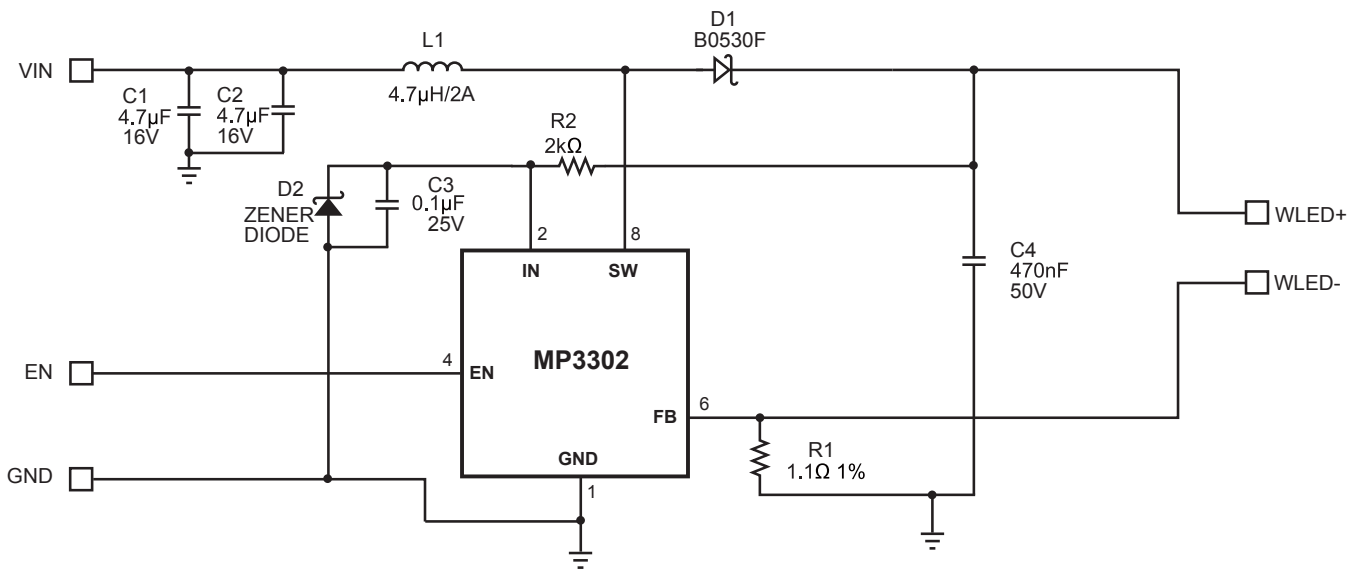 D1
B0530F
L1
VIN
4.7µH/2A
C1
4.7µF
16V
C2
4.7µF
16V
R2
2kΩ
D2
ZENER
DIODE
C3
0.1µF
25V
2
8
IN
SW
WLED+
C4
470nF
50V
WLED-
MP3302
EN
4
EN
FB
6
R1
1.1Ω 1%
GND
GND
1